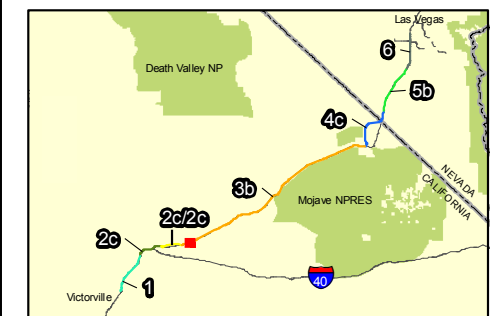 Las Vegas
6
Death Valley NP
5b
4c
NEVADA
CALIFORNIA
3b
Mojave NPRES
2c/2c
2c
40
1
Victorville